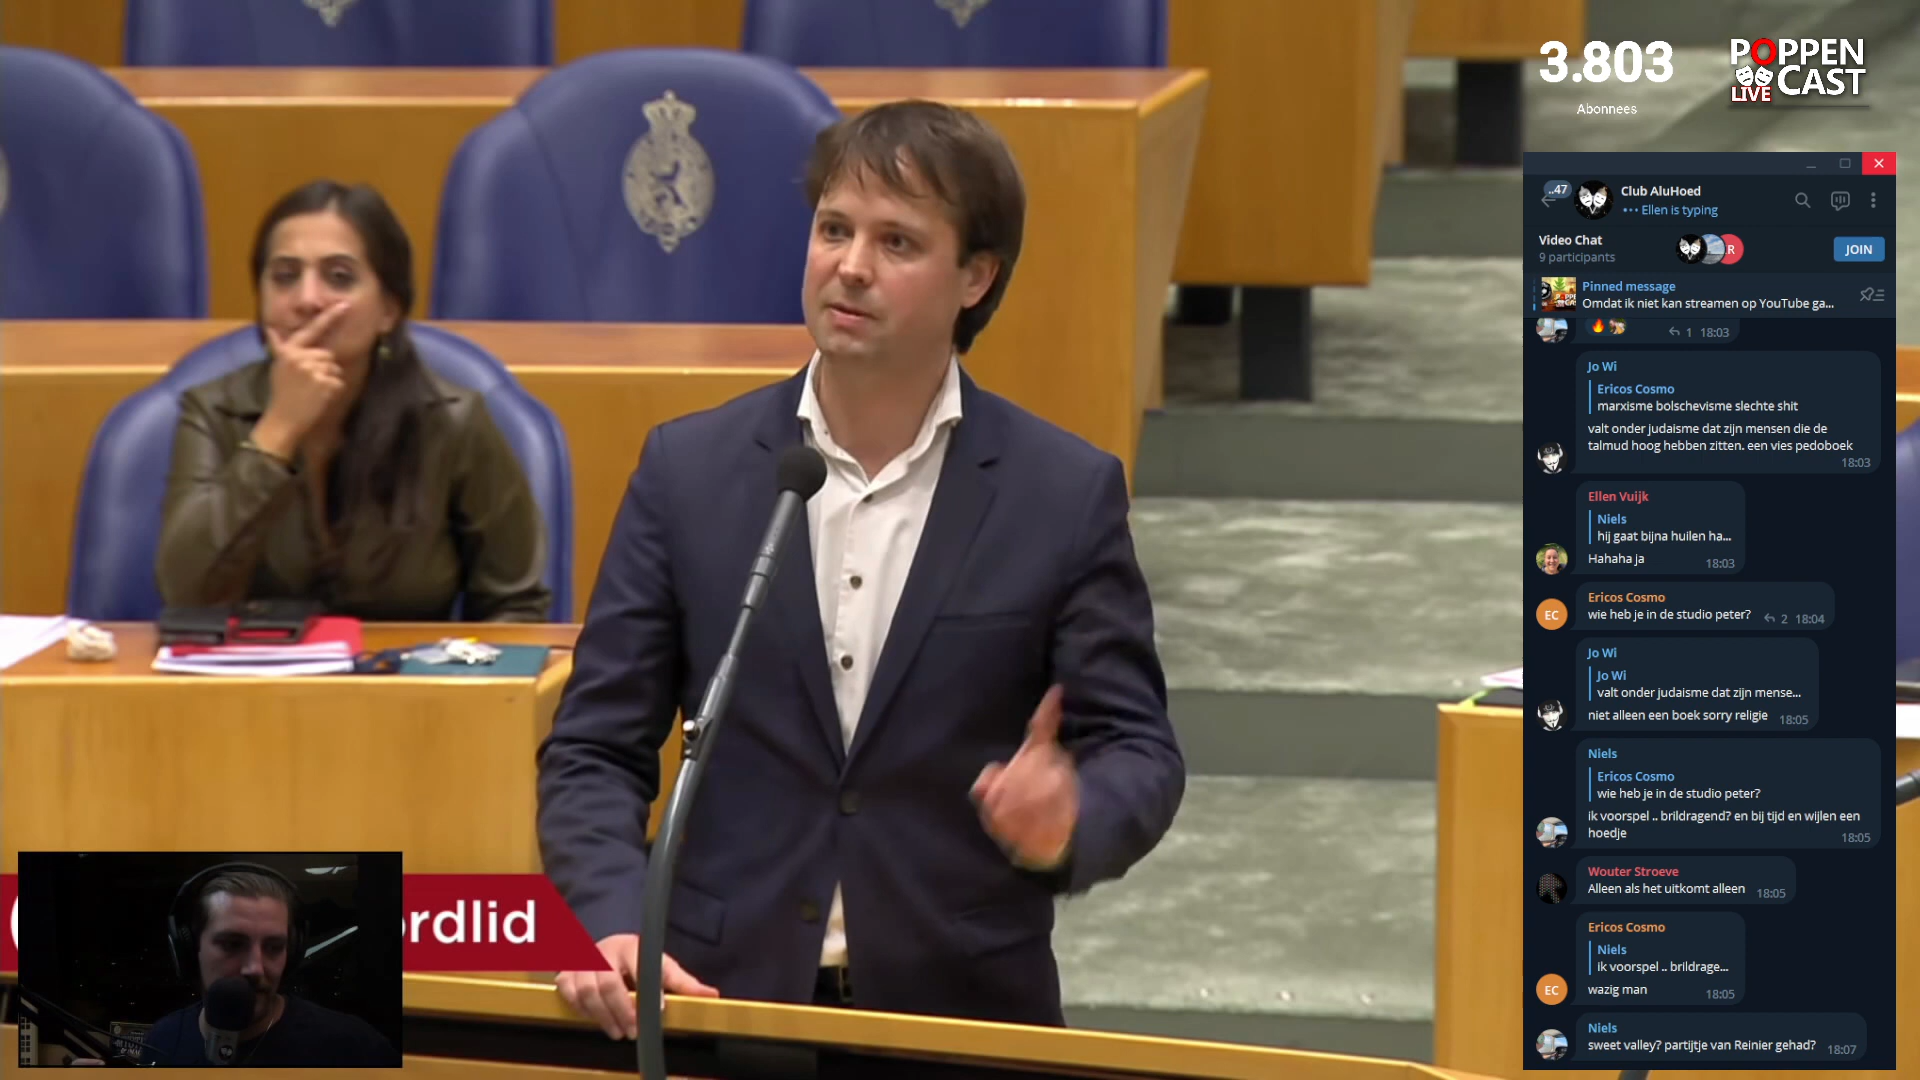 3.803
Abonnees
POPPEN
CAST
LIVE
..47
Club AluHoed
Ellen is typing
Video Chat
9 participants
R
JOIN
Pinned message
Omdat ik niet kan streamen op YouTube ga...
1 18:03
Jo Wi
Ericos Cosmo
marxisme bolschevisme slechte shit
valt onder judaisme dat zijn mensen die de
talmud hoog hebben zitten. een vies pedoboek
18:03
Ellen Vuijk
Niels
hij gaat bijna huilen ha...
Hahaha ja
18:03
Ericos Cosmo
EC
wie heb je in de studio peter?
2 18:04
Jo Wi
Jo Wi
valt onder judaisme dat zijn mense...
niet alleen een boek sorry religie
18:05
Niels
Ericos Cosmo
wie heb je in de studio peter?
ik voorspel .. brildragend? en bij tijd en wijlen een
hoedje
18:05
Wouter Stroeve
Alleen als het uitkomt alleen
18:05
Ericos Cosmo
Niels
ik voorspel .. brildrage...
EC
wazig man
18:05
Niels
sweet valley? partijtje van Reinier gehad?
18:07
ordlid